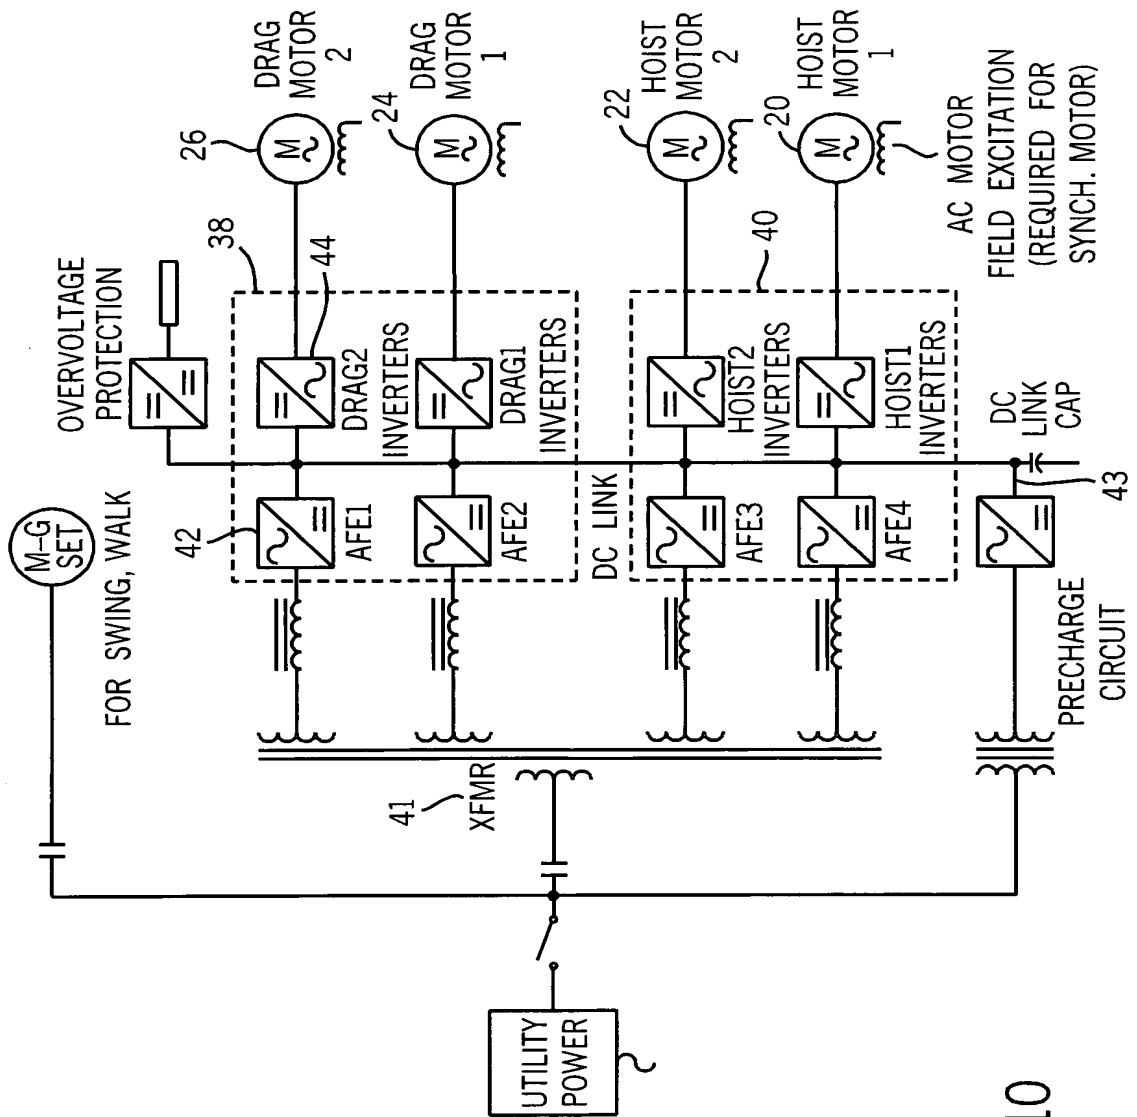 M-G
SET
FOR SWING, WALK
OVERVOLTAGE
PROTECTION
38
26
DRAG
MOTOR
2
M
42
AFE1
44
DRAG2
INVERTERS
24
DRAG
MOTOR
1
M
AFE2
DRAG1
INVERTERS
DC LINK
22
HOIST
MOTOR
2
M
AFE3
HOIST2
INVERTERS
40
20
HOIST
MOTOR
1
M
AFE4
HOIST1
INVERTERS
41
XFMR
DC
LINK
CAP
43
PRECHARGE
CIRCUIT
AC MOTOR
FIELD EXCITATION
(REQUIRED FOR
SYNCH. MOTOR)
UTILITY
POWER
10